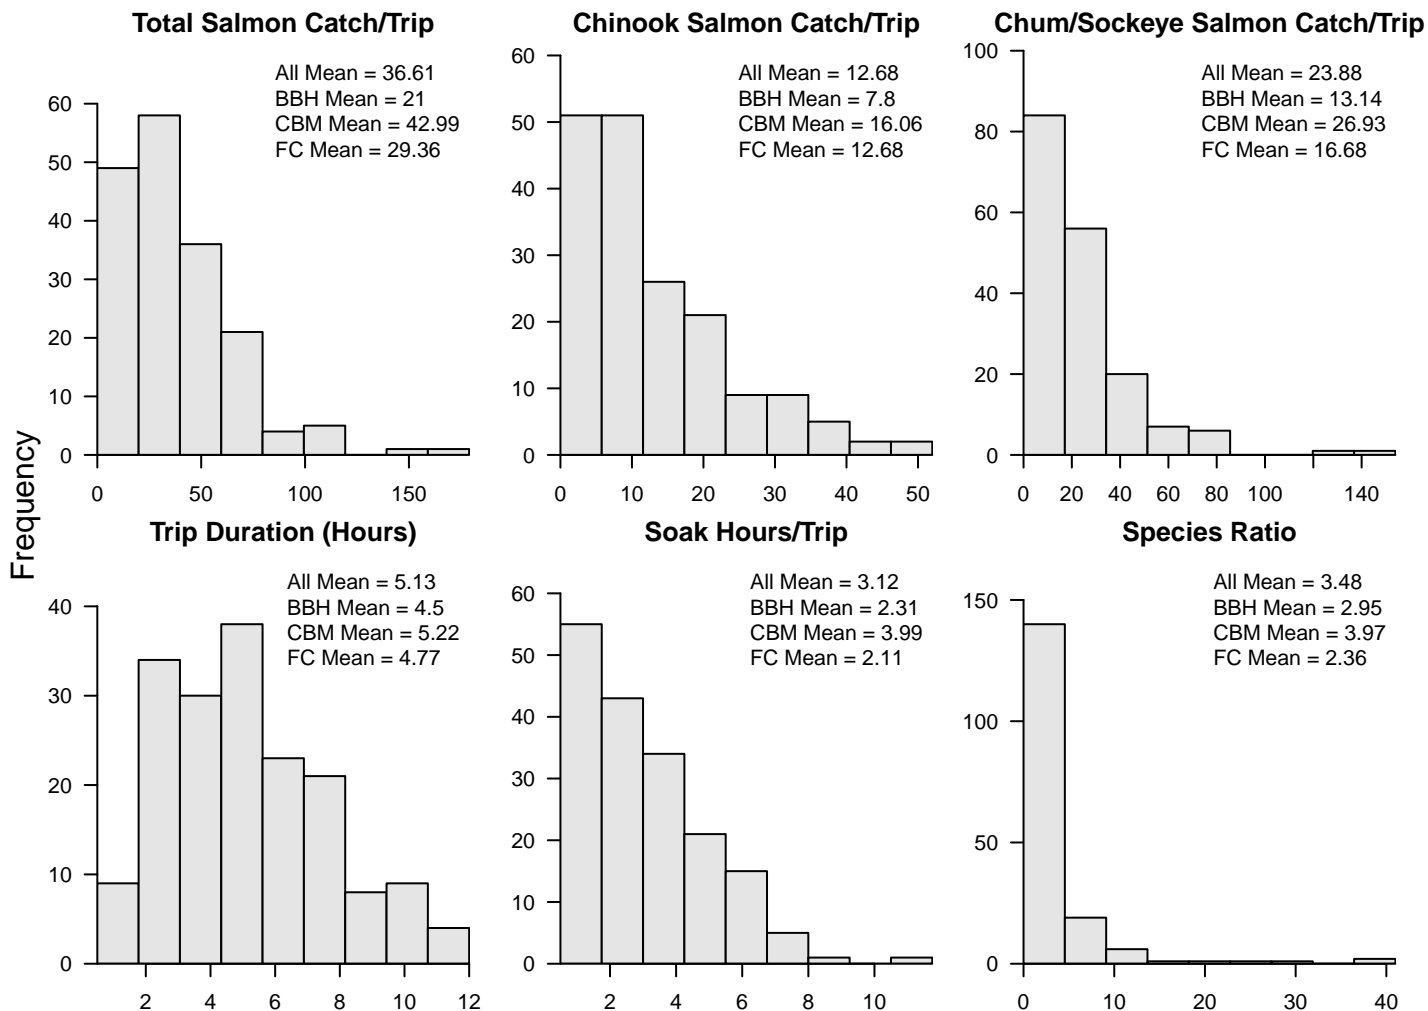 Total Salmon Catch/Trip
All Mean = 36.61
BBH Mean = 21
CBM Mean = 42.99
FC Mean = 29.36
60
50
40
30
20
10
0
0 50 100 150
Chinook Salmon Catch/Trip
All Mean = 12.68
BBH Mean = 7.8
CBM Mean = 16.06
FC Mean = 12.68
60
50
40
30
20
10
0
0 10 20 30 40 50
Chum/Sockeye Salmon Catch/Trip
All Mean = 23.88
BBH Mean = 13.14
CBM Mean = 26.93
FC Mean = 16.68
100
80
60
40
20
0
0 20 40 60 80 100 140
Frequency
Trip Duration (Hours)
All Mean = 5.13
BBH Mean = 4.5
CBM Mean = 5.22
FC Mean = 4.77
40
30
20
10
0
2 4 6 8 10 12
Soak Hours/Trip
All Mean = 3.12
BBH Mean = 2.31
CBM Mean = 3.99
FC Mean = 2.11
60
50
40
30
20
10
0
2 4 6 8 10
Species Ratio
All Mean = 3.48
BBH Mean = 2.95
CBM Mean = 3.97
FC Mean = 2.36
150
100
50
0
0 10 20 30 40